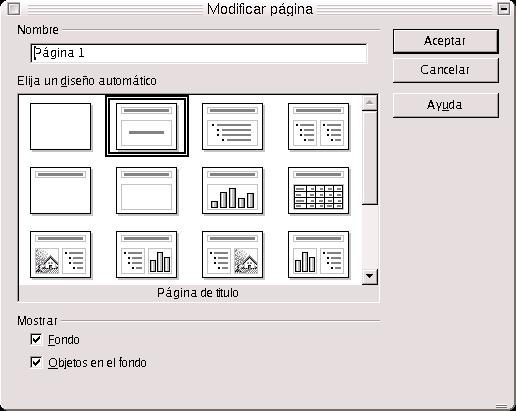 Modificar página
Nombre
Página 1
Elija un diseño automático
Página de título
Mostrar
Fondo
Objetos en el fondo
Aceptar
Cancelar
Ayuda